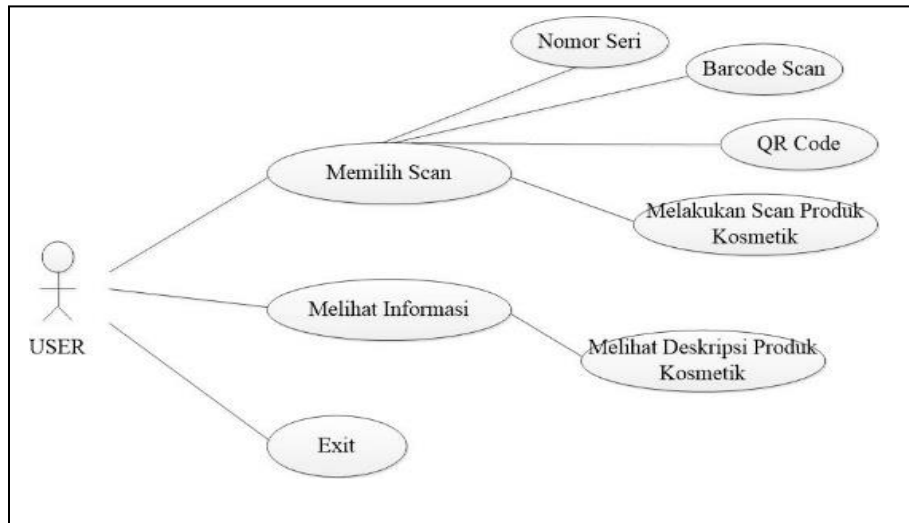 Nomor Seri
Barcode Scan
QR Code
Memilih Scan
Melakukan Scan Produk
Kosmetik
Melihat Informasi
USER
Melihat Deskripsi Produk
Kosmetik
Exit